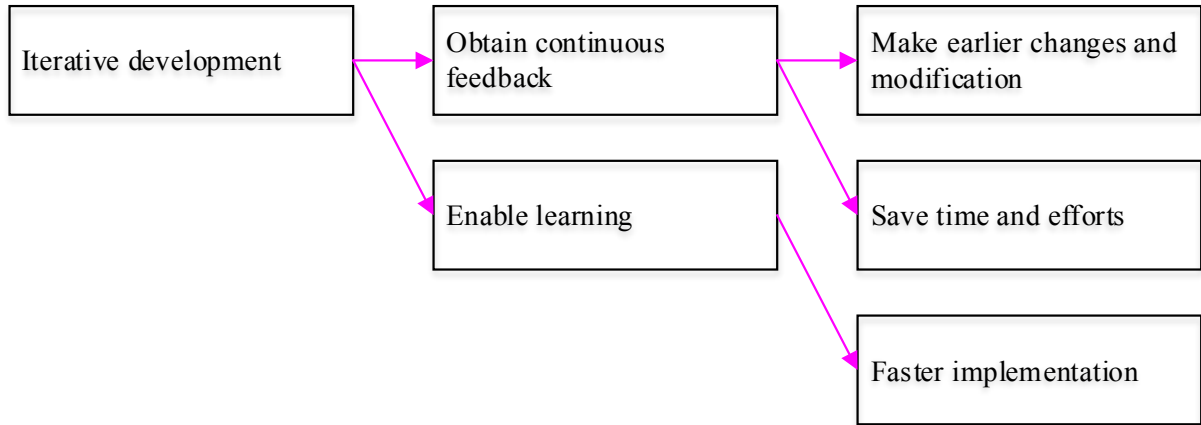 Iterative development
Obtain continuous
feedback
Make earlier changes and
modification
Enable learning
Save time and efforts
Faster implementation